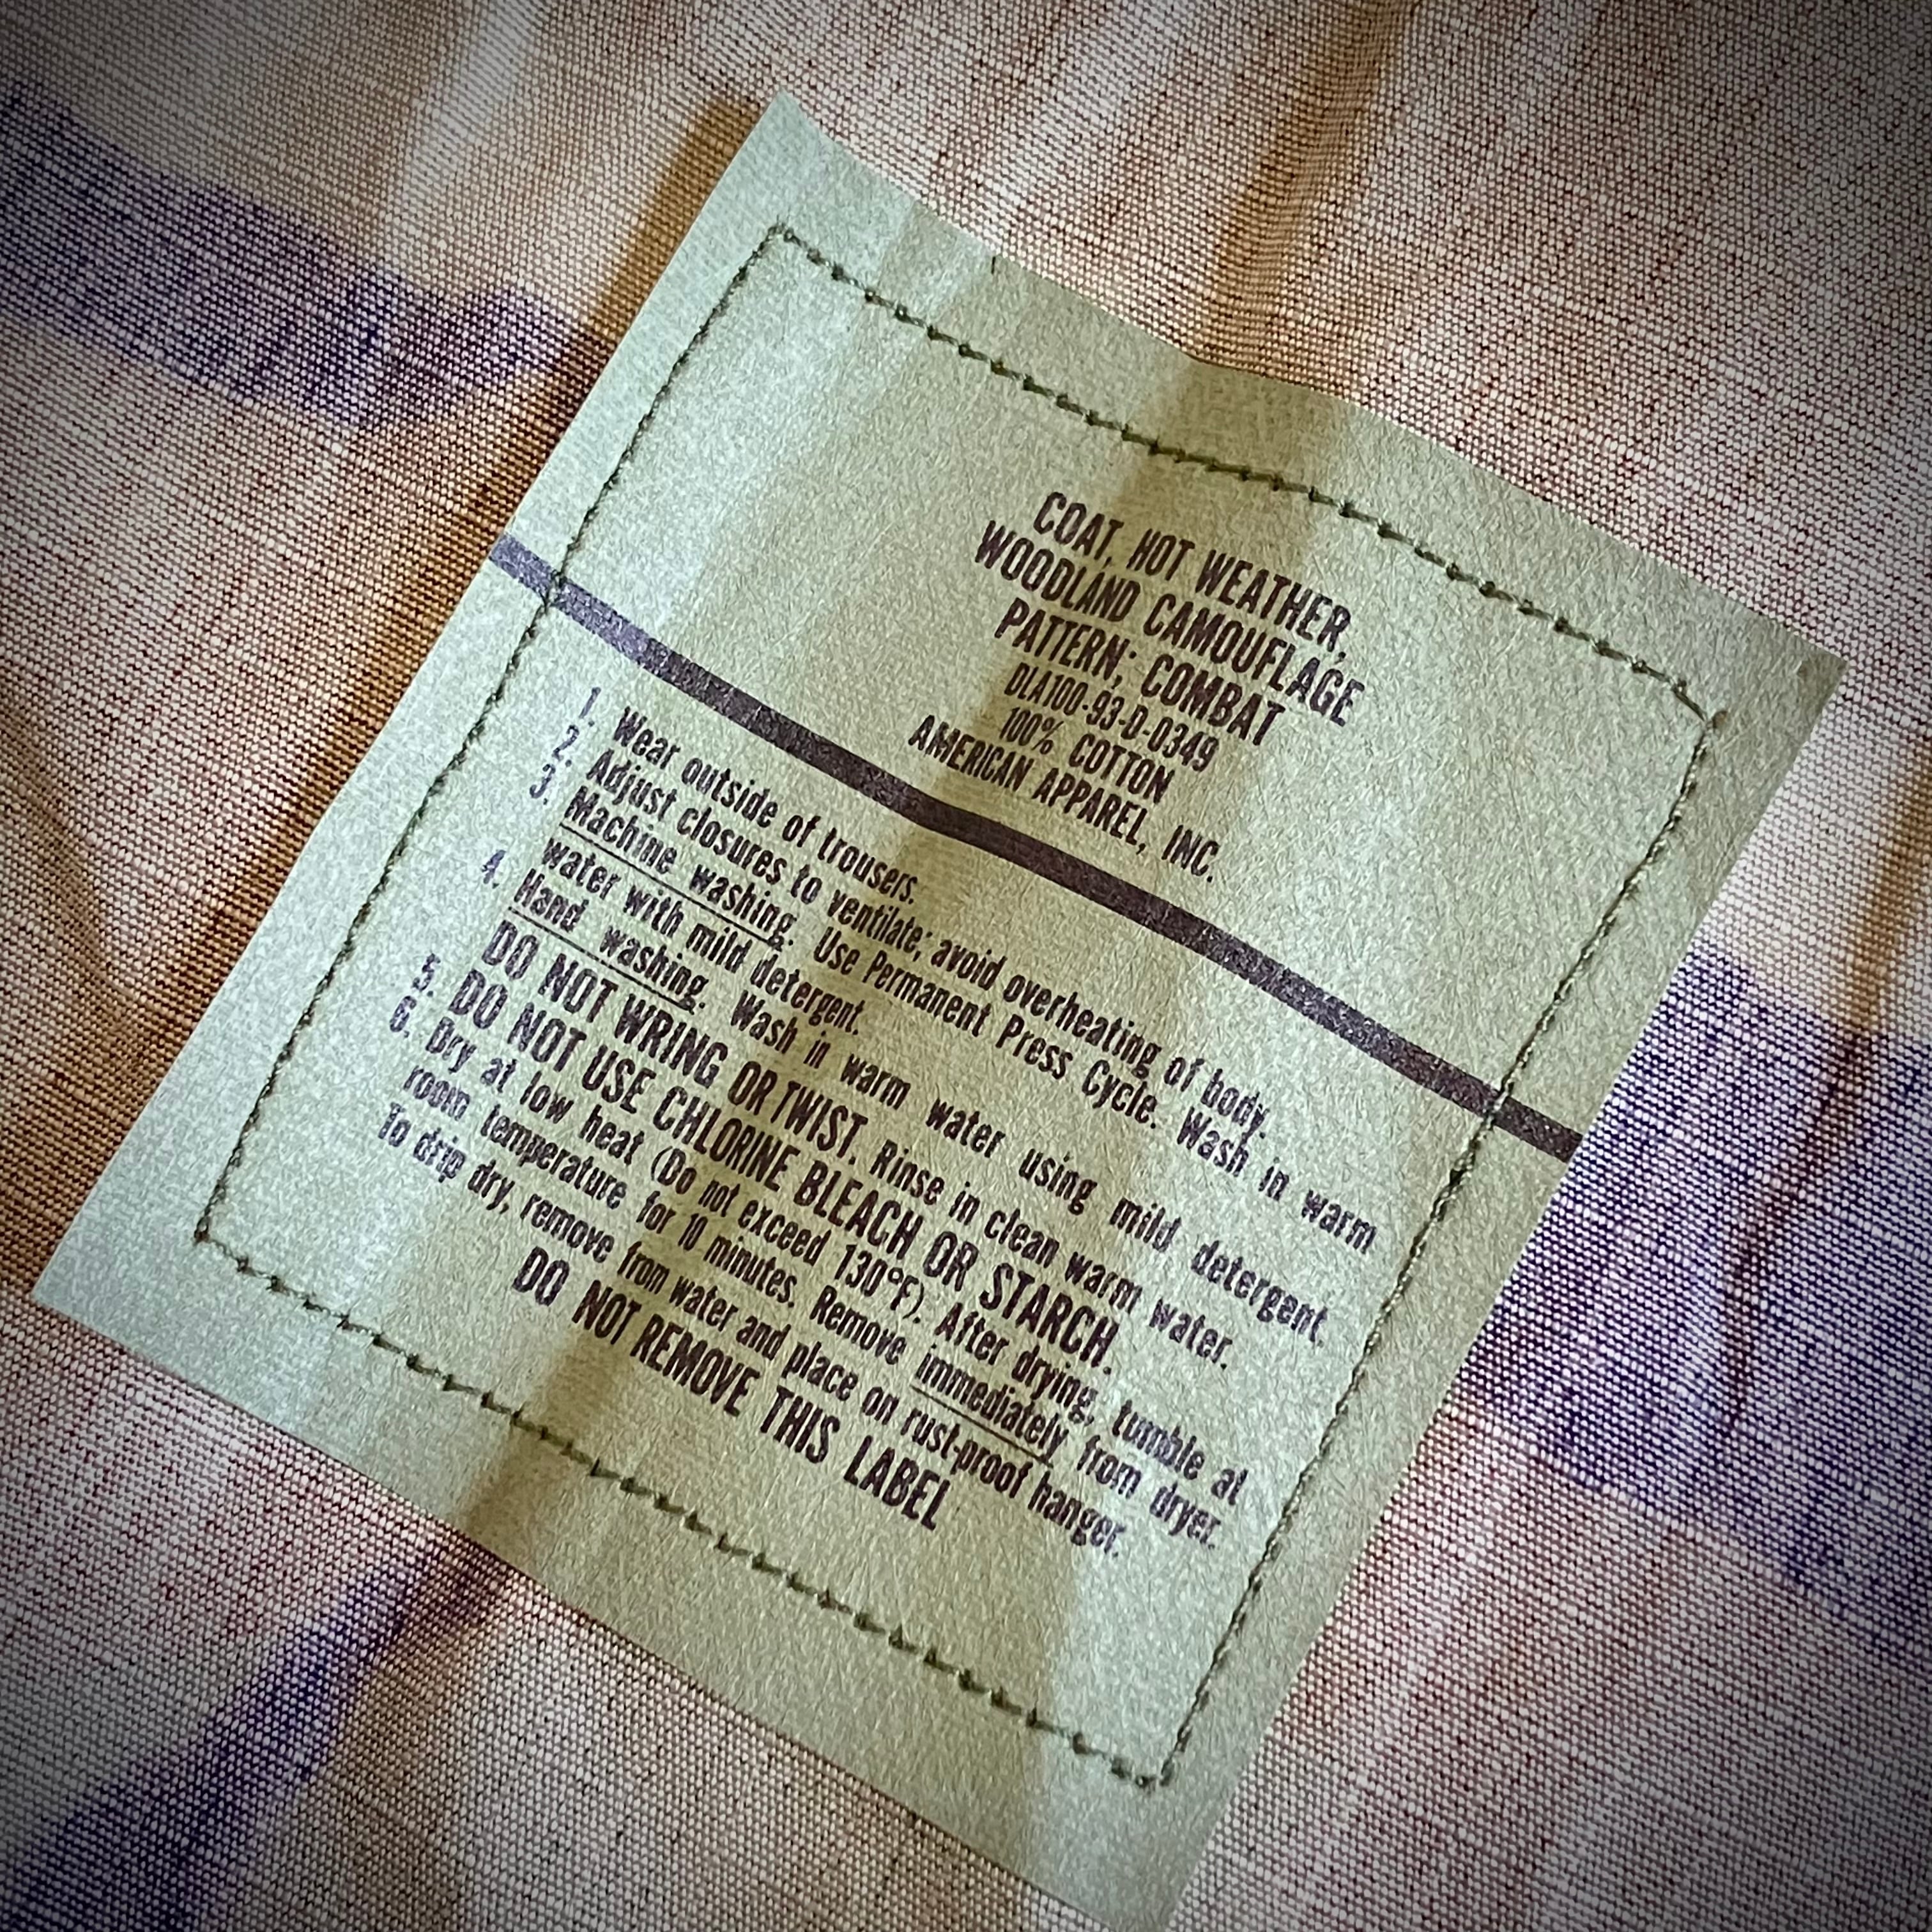 COAT, HOT WEATHER,
WOODLAND CAMOUFLAGE
PATTERN; COMBAT
DLA100-93-D-0349
100% COTTON
AMERICAN APPAREL, INC.
1. Wear outside of trousers.
2. Adjust closures to ventilate; avoid overheating of body.
3. Machine washing. Use Permanent Press Cycle. Wash in warm
water with mild detergent.
4. Hand washing. Wash in warm water using mild detergent.
DO NOT WRING OR TWIST. Rinse in clean warm water.
5. DO NOT USE CHLORINE BLEACH OR STARCH.
6. Dry at low heat (Do not exceed 130°F). After drying, tumble at
room temperature for 10 minutes. Remove immediately from dryer.
To drip dry, remove from water and place on rust-proof hanger.
DO NOT REMOVE THIS LABEL